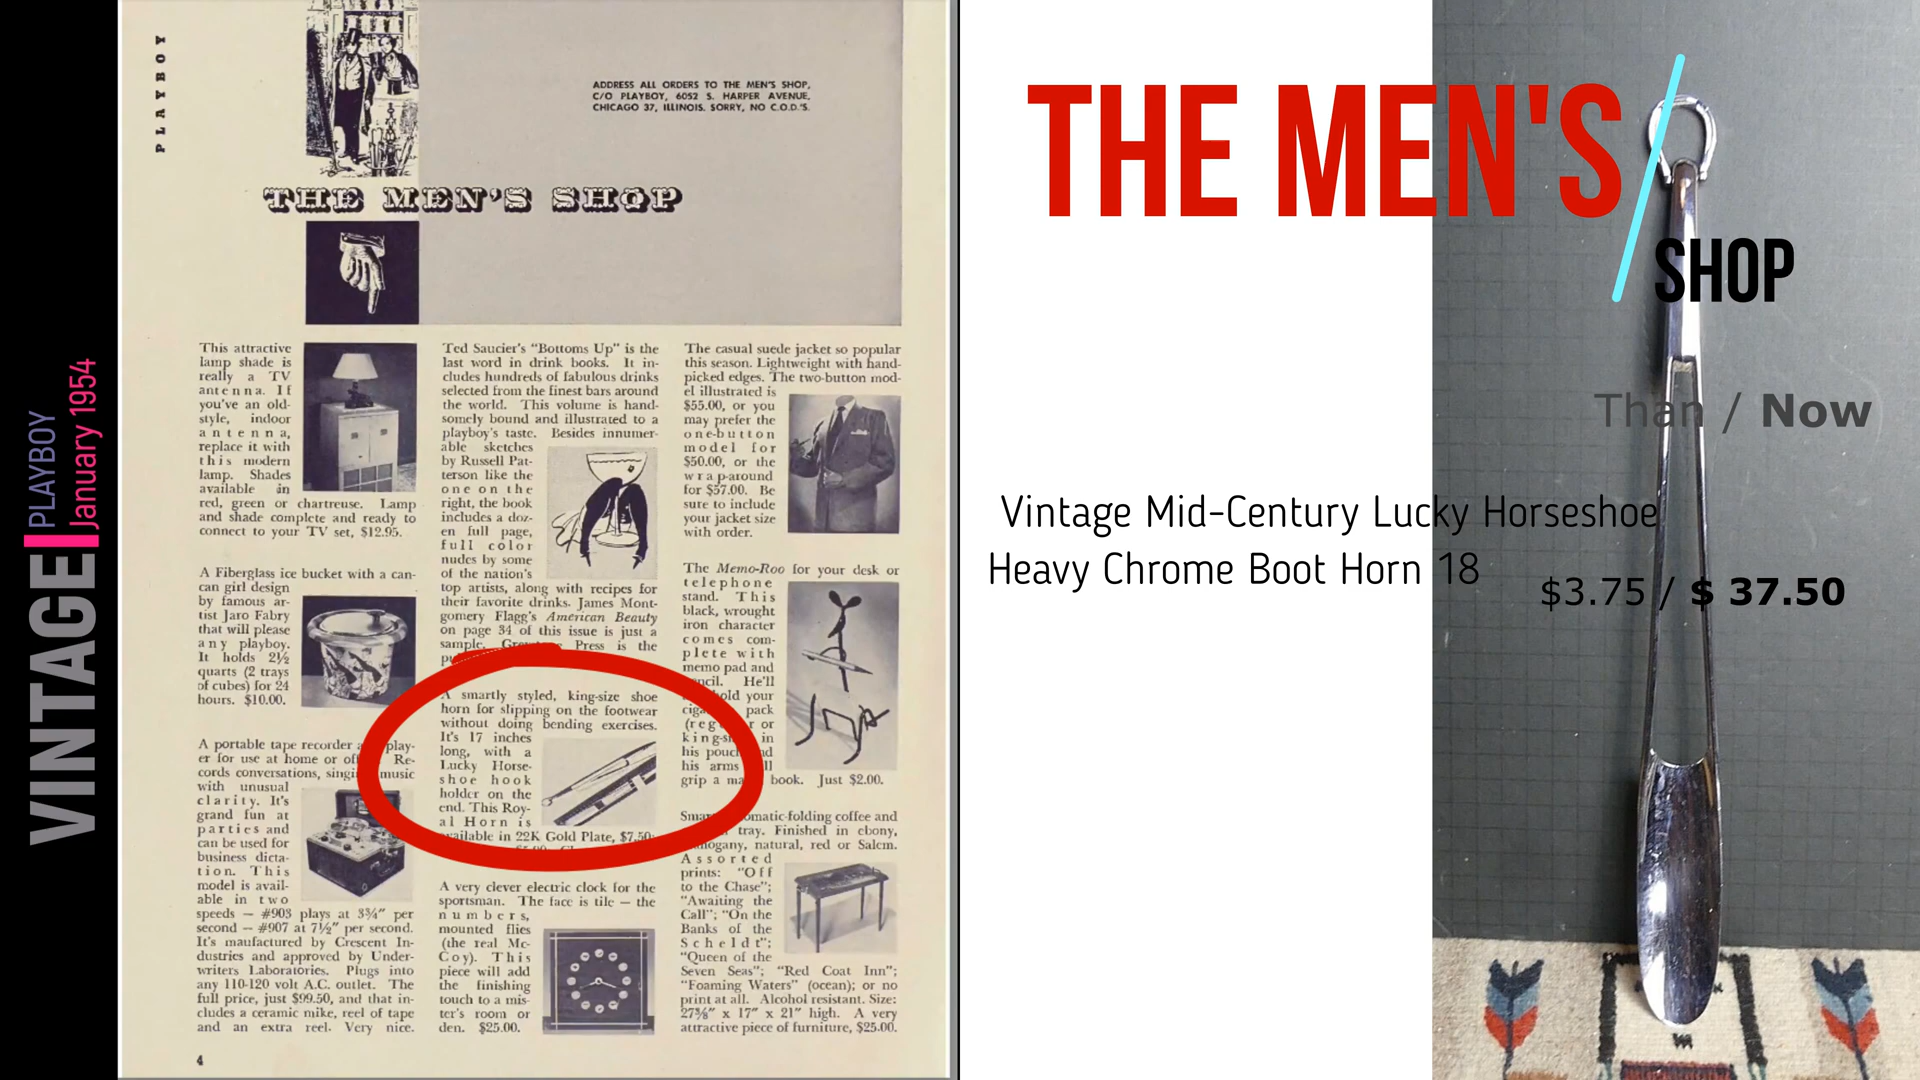 VINTAGE
PLAYBOY
January 1954
PLAYBOY
ADDRESS ALL ORDERS TO THE MEN'S SHOP,
C/O PLAYBOY, 6052 S. HARPER AVENUE,
CHICAGO 37, ILLINOIS. SORRY, NO C.O.D.'S.
THE MEN'S SHOP
This attractive
lamp shade is
really a TV
antenna. If
you've an old-
style, indoor
antenna,
replace it with
this modern
lamp. Shades
available in
red, green or chartreuse. Lamp
and shade complete and ready to
connect to your TV set, $12.95.
A Fiberglass ice bucket with a can-
can girl design
by famous ar-
tist Jaro Fabry
that will please
any playboy.
It holds 2½
quarts (2 trays
of cubes) for 24
hours. $10.00.
A portable tape recorder play-
er for use at home or of Re-
cords conversations, singi music
with unusual
clarity. It's
grand fun at
parties and
can be used for
business dicta-
tion. This
model is avail-
able in two
speeds — #903 plays at 3¾" per
second — #907 at 7½" per second.
It's maufactured by Crescent In-
dustries and approved by Under-
writers Laboratories. Plugs into
any 110-120 volt A.C. outlet. The
full price, just $99.50, and that in-
cludes a ceramic mike, reel of tape
and an extra reel. Very nice.
4
Ted Saucier's "Bottoms Up" is the
last word in drink books. It in-
cludes hundreds of fabulous drinks
selected from the finest bars around
the world. This volume is hand-
somely bound and illustrated to a
playboy's taste. Besides innumer-
able sketches
by Russell Pat-
terson like the
one on the
right, the book
includes a doz-
en full page,
full color
nudes by some
of the nation's
top artists, along with recipes for
their favorite drinks. James Mont-
gomery Flagg's American Beauty
on page 34 of this issue is just a
sample. Press is the
A smartly styled, king-size shoe
horn for slipping on the footwear
without doing bending exercises.
It's 17 inches
long, with a
Lucky Horse-
shoe hook
holder on the
end. This Roy-
al Horn is
available in 22K Gold Plate, $7.50;
A very clever electric clock for the
sportsman. The face is tile — the
numbers,
mounted flies
(the real Mc-
Coy). This
piece will add
the finishing
touch to a mis-
ter's room or
den. $25.00.
The casual suede jacket so popular
this season. Lightweight with hand-
picked edges. The two-button mod-
el illustrated is
$55.00, or you
may prefer the
one-button
model for
$50.00, or the
wrap-around
for $57.00. Be
sure to include
your jacket size
with order.
The Memo-Roo for your desk or
telephone
stand. This
black, wrought
iron character
comes com-
plete with
memo pad and
He'll
hold your
pack
or
in
his pouch and
his arms
grip a book. Just $2.00.
folding coffee and
tray. Finished in ebony,
mahogany, natural, red or Salem.
Assorted
prints: "Off
to the Chase";
"Awaiting the
Call"; "On the
Banks of the
Scheldt";
"Queen of the
Seven Seas"; "Red Coat Inn";
"Foaming Waters" (ocean); or no
print at all. Alcohol resistant. Size:
27⅝" x 17" x 21" high. A very
attractive piece of furniture, $25.00.
THE MEN'S
SHOP
Than / Now
Vintage Mid-Century Lucky Horseshoe
Heavy Chrome Boot Horn 18
$3.75 / $ 37.50